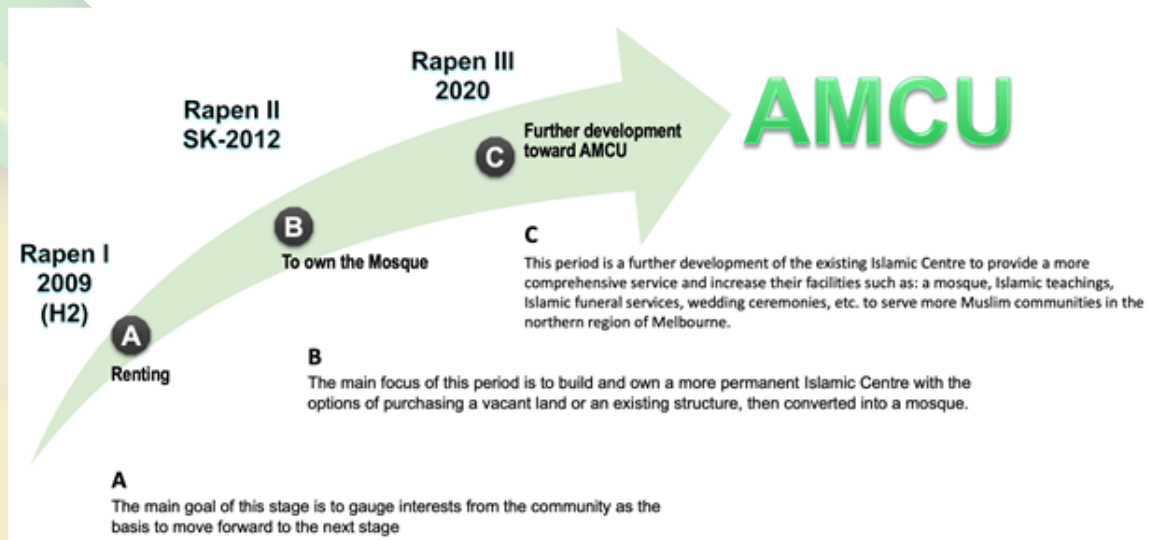 Rapen I
2009
(H2)
A
Renting
Rapen II
SK-2012
B
To own the Mosque
Rapen III
2020
C
Further development
toward AMCU
AMCU
C
This period is a further development of the existing Islamic Centre to provide a more
comprehensive service and increase their facilities such as: a mosque, Islamic teachings,
Islamic funeral services, wedding ceremonies, etc. to serve more Muslim communities in the
northern region of Melbourne.
B
The main focus of this period is to build and own a more permanent Islamic Centre with the
options of purchasing a vacant land or an existing structure, then converted into a mosque.
A
The main goal of this stage is to gauge interests from the community as the
basis to move forward to the next stage